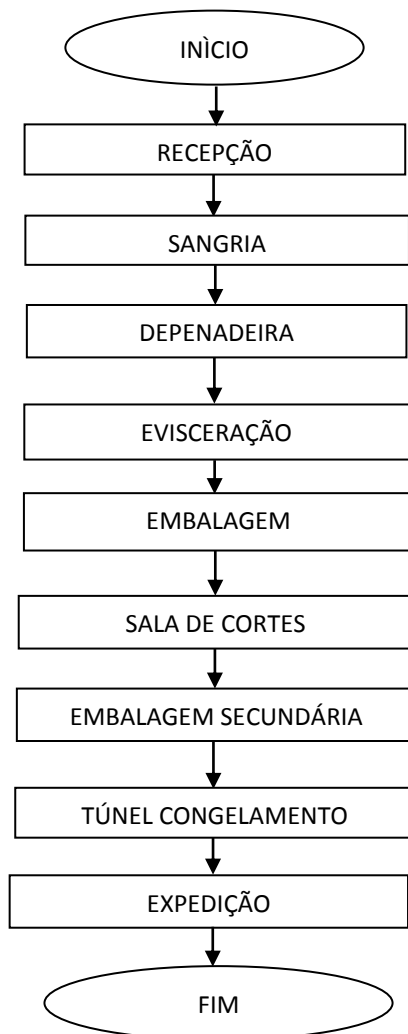 INÌCIO
RECEPÇÃO
SANGRIA
DEPENADEIRA
EVISCERAÇÃO
EMBALAGEM
SALA DE CORTES
EMBALAGEM SECUNDÁRIA
TÚNEL CONGELAMENTO
EXPEDIÇÃO
FIM